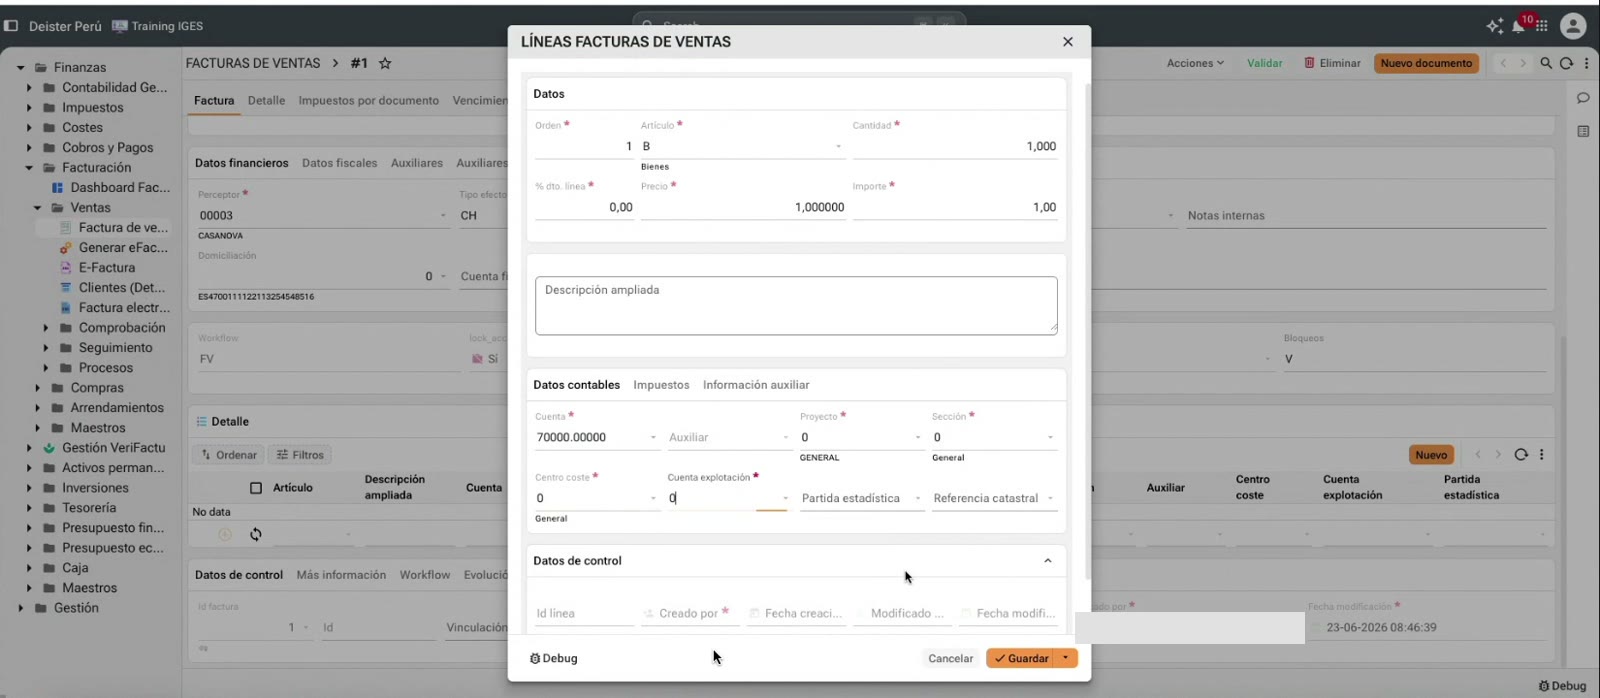 Deister Perú Training IGES Search 10
FACTURAS DE VENTAS > #1
Acciones Validar Eliminar Nuevo documento
Factura Detalle Impuestos por documento Vencimien
Finanzas
Contabilidad Ge...
Impuestos
Costes
Cobros y Pagos
Facturación
Dashboard Fac...
Ventas
Factura de ve...
Generar eFac...
E-Factura
Clientes (Det...
Factura electr...
Comprobación
Seguimiento
Procesos
Compras
Arrendamientos
Maestros
Gestión VeriFactu
Activos perman...
Inversiones
Tesorería
Presupuesto fin...
Presupuesto ec...
Caja
Maestros
Gestión
Datos financieros Datos fiscales Auxiliares Auxiliares
Perceptor * Tipo efecto
00003 CH Notas internas
CASANOVA
Domiciliación
0 Cuenta fi
ES4700111122113254548516
Workflow lock_acc Bloqueos
FV Sí V
Detalle
Ordenar Filtros Nuevo
Artículo Descripción ampliada Cuenta Auxiliar Centro coste Cuenta explotación Partida estadística
No data
Datos de control Más información Workflow Evolució
Id factura ado por * Fecha modificación *
1 Id Vinculación 23-06-2026 08:46:39
LÍNEAS FACTURAS DE VENTAS
Datos
Orden * Artículo * Cantidad *
1 B 1,000
Bienes
% dto. línea * Precio * Importe *
0,00 1,000000 1,00
Descripción ampliada
Datos contables Impuestos Información auxiliar
Cuenta * Proyecto * Sección *
70000.00000 Auxiliar 0 0
GENERAL General
Centro coste * Cuenta explotación *
0 0 Partida estadística Referencia catastral
General
Datos de control
Id línea Creado por * Fecha creaci... Modificado ... Fecha modifi...
Debug Cancelar Guardar
Debug